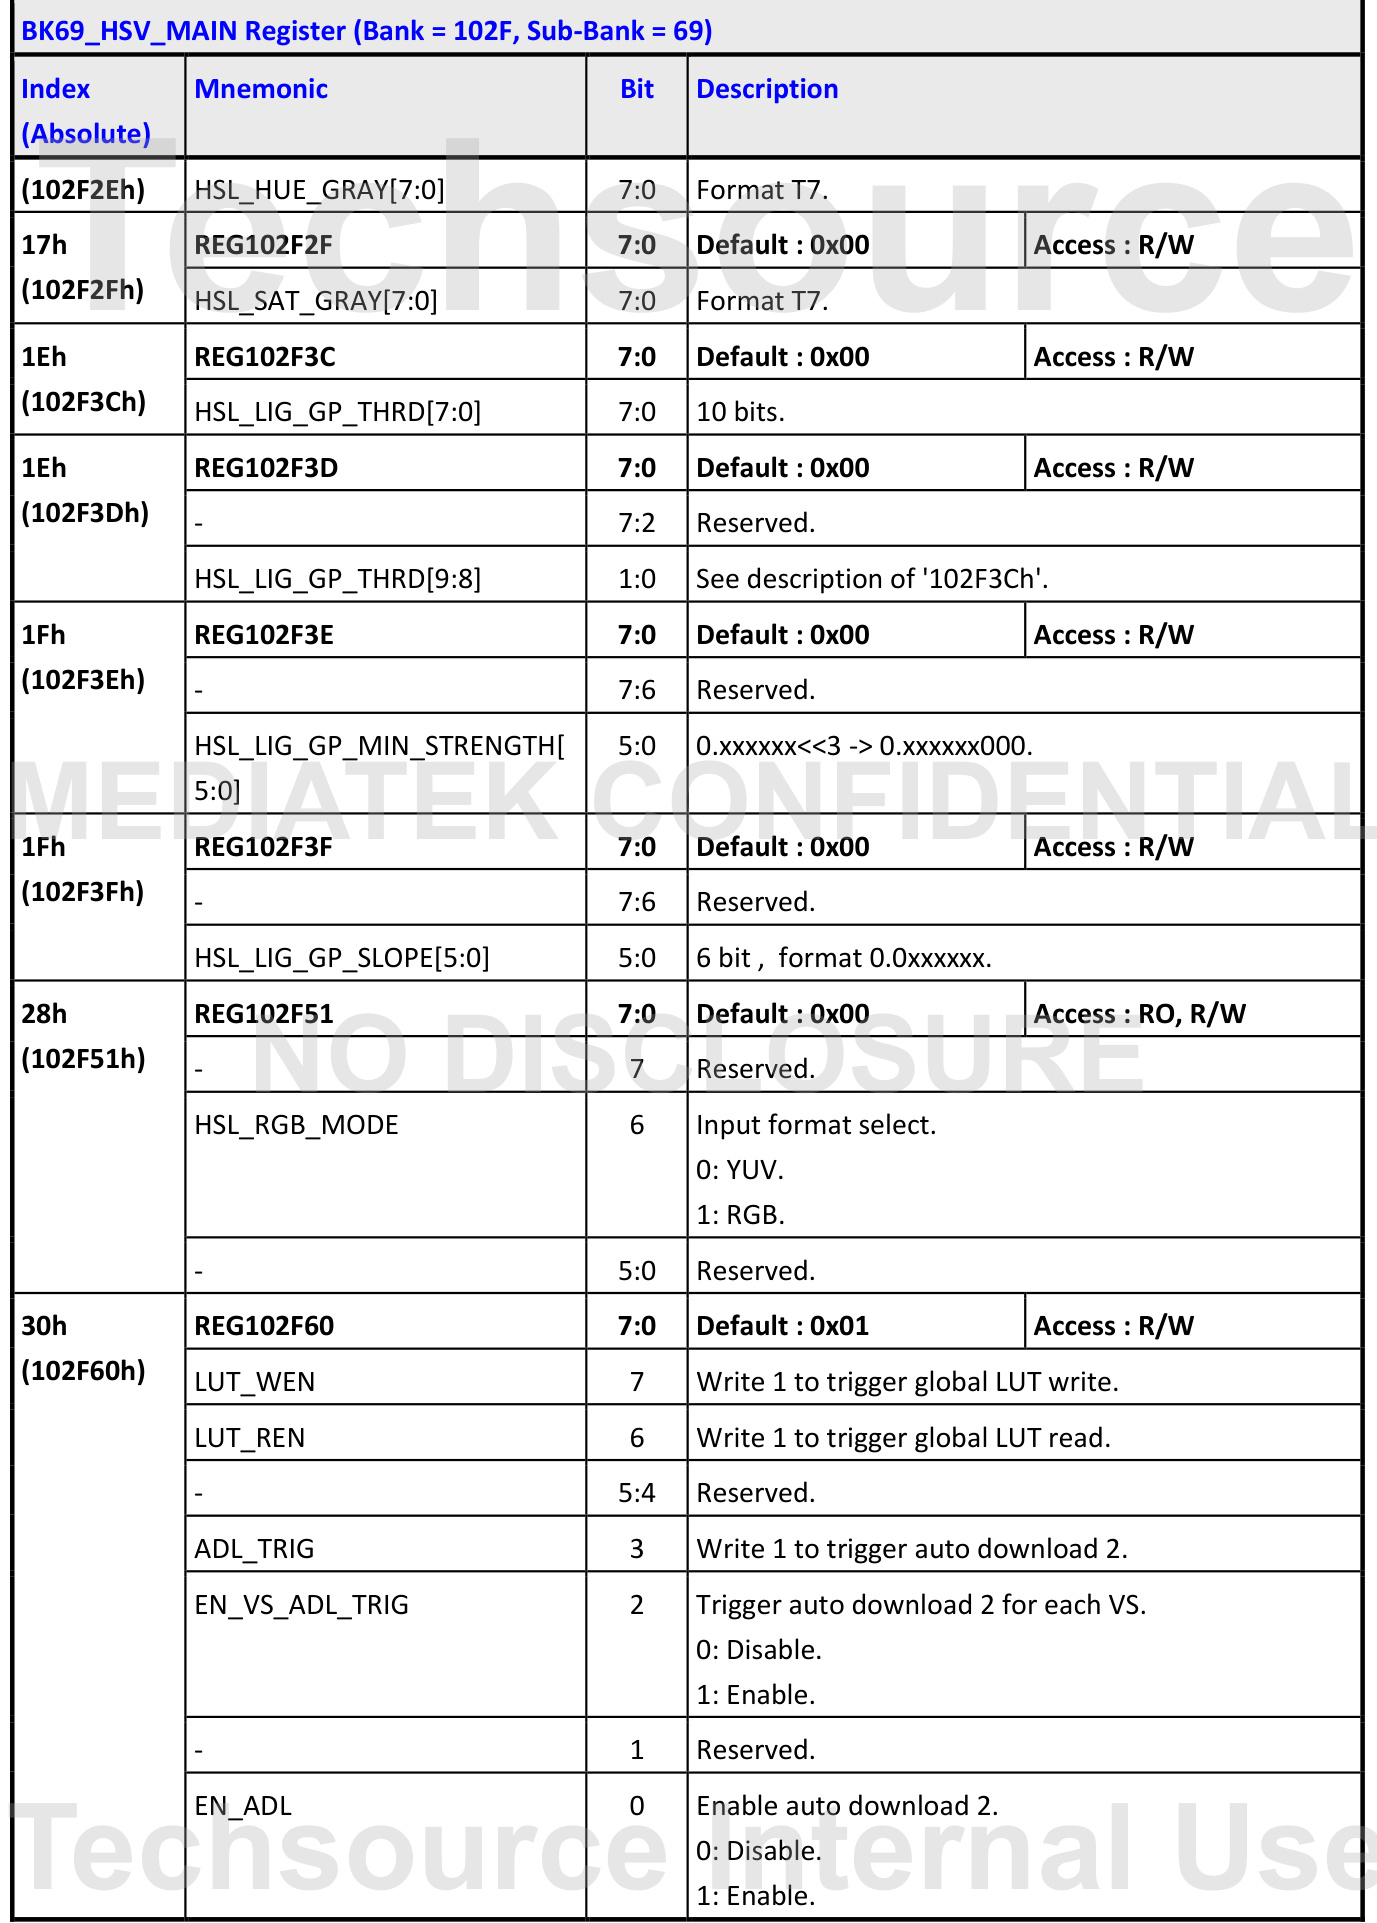 BK69_HSV_MAIN Register (Bank = 102F, Sub-Bank = 69)
Index (Absolute) Mnemonic Bit Description
(102F2Eh) HSL_HUE_GRAY[7:0] 7:0 Format T7.
17h REG102F2F 7:0 Default : 0x00 Access : R/W
(102F2Fh) HSL_SAT_GRAY[7:0] 7:0 Format T7.
Techsource
1Eh REG102F3C 7:0 Default : 0x00 Access : R/W
(102F3Ch) HSL_LIG_GP_THRD[7:0] 7:0 10 bits.
1Eh REG102F3D 7:0 Default : 0x00 Access : R/W
(102F3Dh) - 7:2 Reserved.
HSL_LIG_GP_THRD[9:8] 1:0 See description of '102F3Ch'.
1Fh REG102F3E 7:0 Default : 0x00 Access : R/W
(102F3Eh) - 7:6 Reserved.
HSL_LIG_GP_MIN_STRENGTH[ 5:0 0.xxxxxx<<3 -> 0.xxxxxx000.
5:0]
MEDIATEK CONFIDENTIAL
1Fh REG102F3F 7:0 Default : 0x00 Access : R/W
(102F3Fh) - 7:6 Reserved.
HSL_LIG_GP_SLOPE[5:0] 5:0 6 bit ,  format 0.0xxxxxx.
28h REG102F51 7:0 Default : 0x00 Access : RO, R/W
(102F51h) - 7 Reserved.
NO DISCLOSURE
HSL_RGB_MODE 6 Input format select.
0: YUV.
1: RGB.
- 5:0 Reserved.
30h REG102F60 7:0 Default : 0x01 Access : R/W
(102F60h) LUT_WEN 7 Write 1 to trigger global LUT write.
LUT_REN 6 Write 1 to trigger global LUT read.
- 5:4 Reserved.
ADL_TRIG 3 Write 1 to trigger auto download 2.
EN_VS_ADL_TRIG 2 Trigger auto download 2 for each VS.
0: Disable.
1: Enable.
- 1 Reserved.
EN_ADL 0 Enable auto download 2.
0: Disable.
1: Enable.
Techsource Internal Use